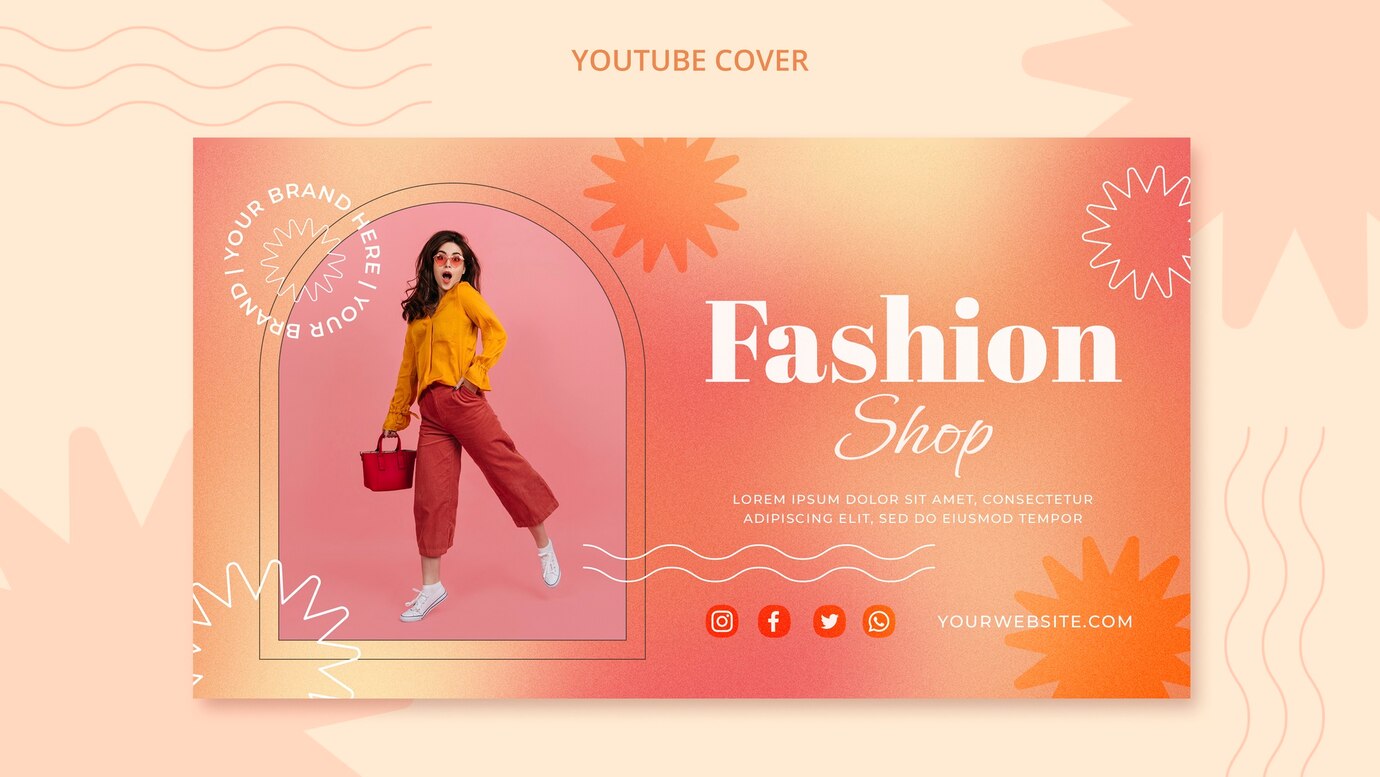 YOUTUBE COVER
YOUR BRAND HERE | YOUR BRAND |
Fashion
Shop
LOREM IPSUM DOLOR SIT AMET, CONSECTETUR
ADIPISCING ELIT, SED DO EIUSMOD TEMPOR
YOURWEBSITE.COM